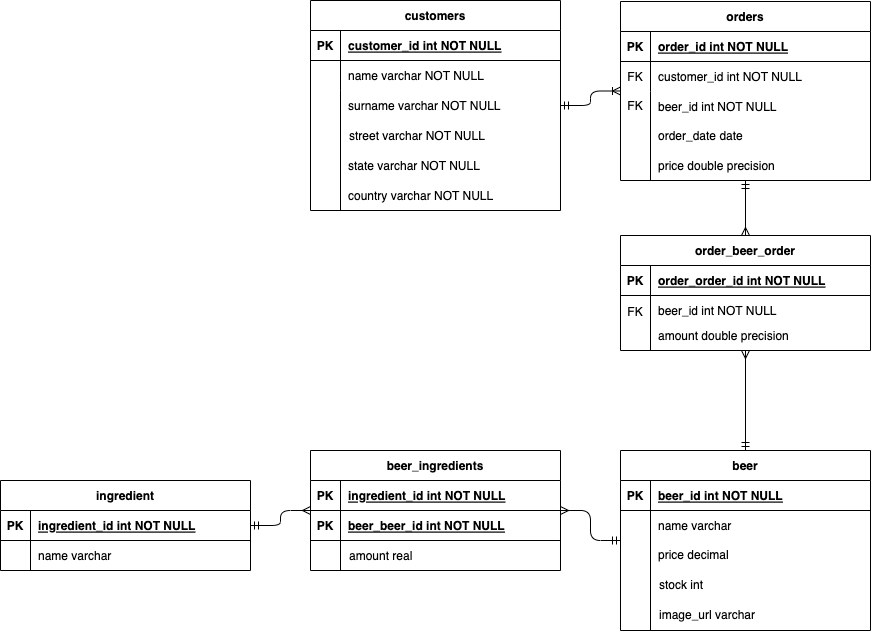 customers
PK customer_id int NOT NULL
name varchar NOT NULL
surname varchar NOT NULL
street varchar NOT NULL
state varchar NOT NULL
country varchar NOT NULL
orders
PK order_id int NOT NULL
FK customer_id int NOT NULL
FK beer_id int NOT NULL
order_date date
price double precision
order_beer_order
PK order_order_id int NOT NULL
FK beer_id int NOT NULL
amount double precision
ingredient
PK ingredient_id int NOT NULL
name varchar
beer_ingredients
PK ingredient_id int NOT NULL
PK beer_beer_id int NOT NULL
amount real
beer
PK beer_id int NOT NULL
name varchar
price decimal
stock int
image_url varchar